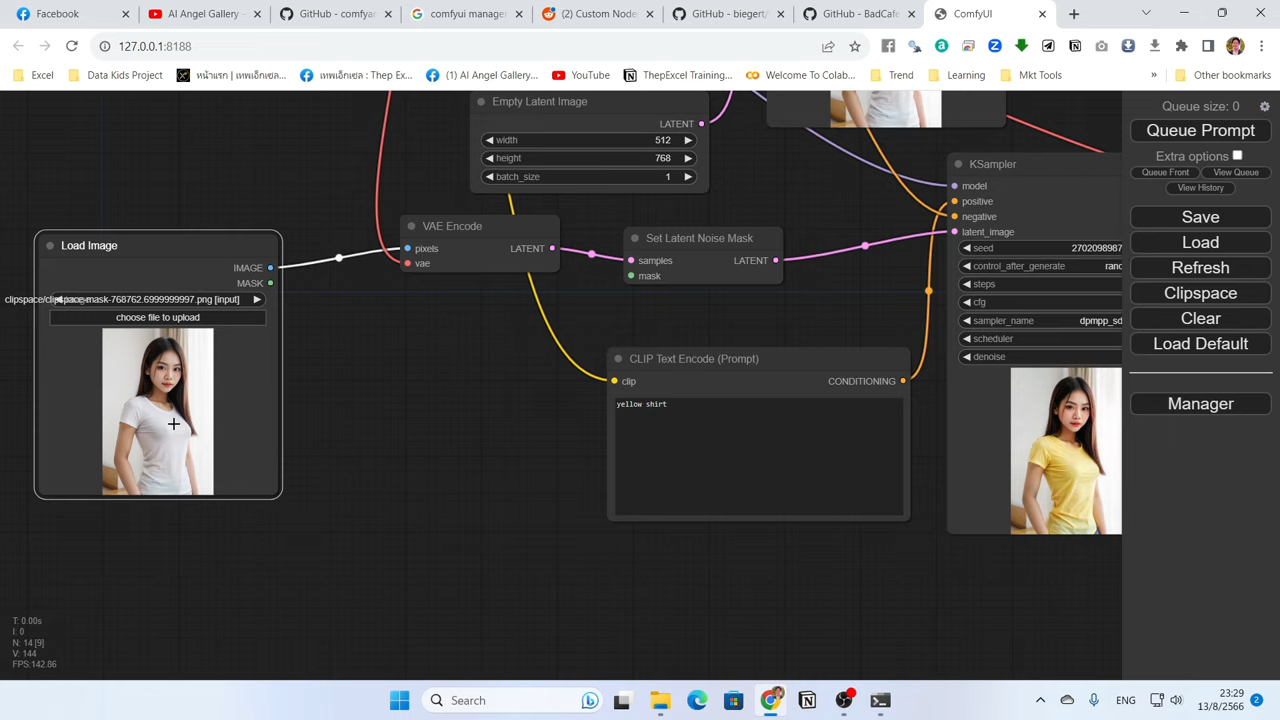 Facebook
AI Angel Gallery -
GitHub - comfyan
comfyui manager
(2) Custom Node
GitHub - biegert/
GitHub - BadCafe
ComfyUI
127.0.0.1:8188
Excel
Data Kids Project
หน้าแรก | เทพเอ็กเซล...
เทพเอ็กเซล : Thep Ex...
(1) AI Angel Gallery...
YouTube
ThepExcel Training...
Welcome To Colab...
Trend
Learning
Mkt Tools
»
Other bookmarks
Empty Latent Image
LATENT
width 512
height 768
batch_size 1
Queue size: 0
Queue Prompt
Extra options
Queue Front
View Queue
View History
Save
Load
Refresh
Clipspace
Clear
Load Default
Manager
KSampler
model
positive
negative
latent_image
seed 2702098987
control_after_generate ranc
steps
cfg
sampler_name dpmpp_sd
scheduler
denoise
VAE Encode
pixels
LATENT
vae
Set Latent Noise Mask
samples
LATENT
mask
Load Image
IMAGE
MASK
-mask-768762.6999999997.png [input]
choose file to upload
CLIP Text Encode (Prompt)
clip
CONDITIONING
yellow shirt
T: 0.00s
I: 0
N: 14 [9]
V: 144
FPS:142.86
Search
ENG
23:29
13/8/2566
2